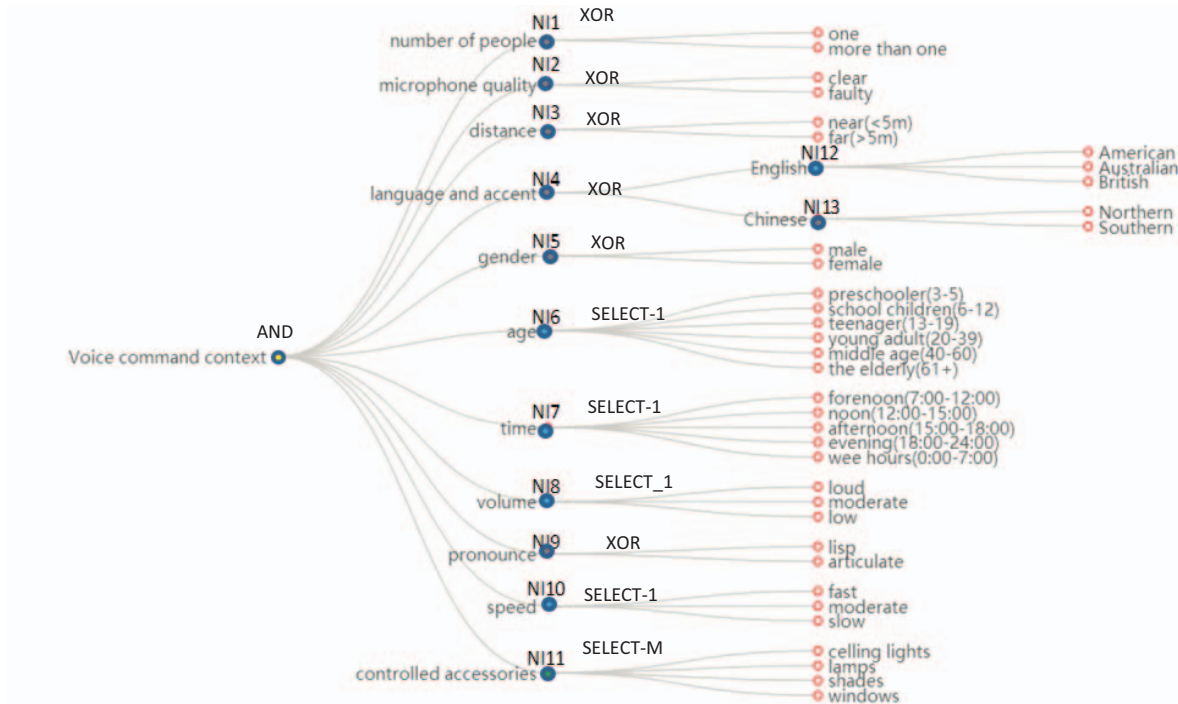 NI1 XOR
number of people
one
more than one
NI2
microphone quality XOR
clear
faulty
NI3
distance XOR
near(<5m)
far(>5m)
NI4
language and accent XOR
NI12
English
American
Australian
British
NI13
Chinese
Northern
Southern
NI5 XOR
gender
male
female
NI6 SELECT-1
age
preschooler(3-5)
school children(6-12)
teenager(13-19)
young adult(20-39)
middle age(40-60)
the elderly(61+)
AND
Voice command context
NI7 SELECT-1
time
forenoon(7:00-12:00)
noon(12:00-15:00)
afternoon(15:00-18:00)
evening(18:00-24:00)
wee hours(0:00-7:00)
NI8 SELECT_1
volume
loud
moderate
low
NI9 XOR
pronounce
lisp
articulate
NI10 SELECT-1
speed
fast
moderate
slow
NI11 SELECT-M
controlled accessories
celling lights
lamps
shades
windows